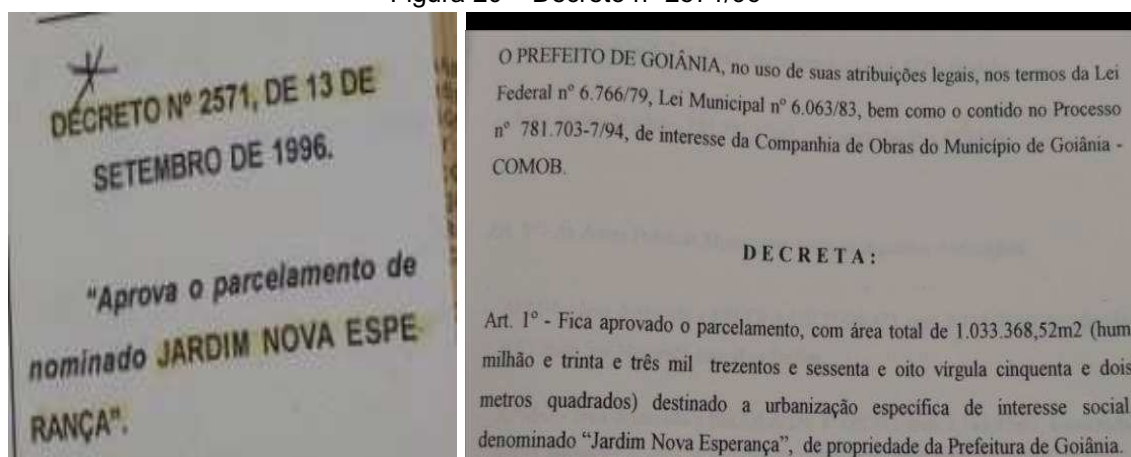 DECRETO Nº 2571, DE 13 DE
SETEMBRO DE 1996.
"Aprova o parcelamento de
nominado JARDIM NOVA ESPE-
RANÇA".
O PREFEITO DE GOIÂNIA, no uso de suas atribuições legais, nos termos da Lei
Federal nº 6.766/79, Lei Municipal nº 6.063/83, bem como o contido no Processo
nº 781.703-7/94, de interesse da Companhia de Obras do Município de Goiânia -
COMOB.
D E C R E T A :
Art. 1º - Fica aprovado o parcelamento, com área total de 1.033.368,52m2 (hum
milhão e trinta e três mil trezentos e sessenta e oito vírgula cinquenta e dois
metros quadrados) destinado a urbanização específica de interesse social
denominado "Jardim Nova Esperança", de propriedade da Prefeitura de Goiânia.